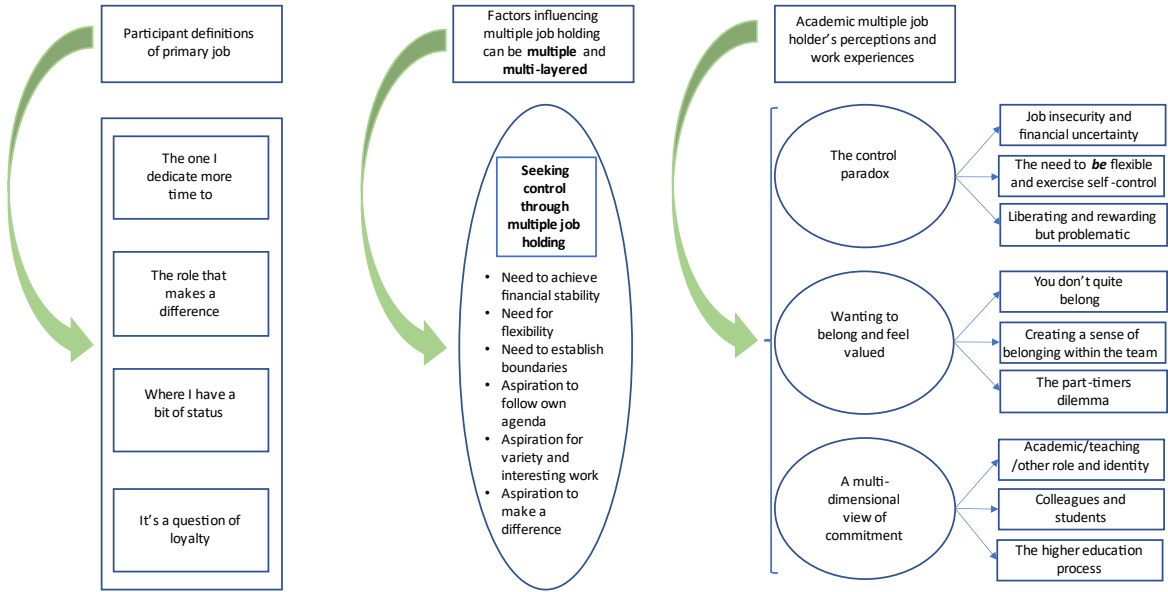 Participant definitions
of primary job
The one I
dedicate more
time to
The role that
makes a
difference
Where I have a
bit of status
It's a question of
loyalty
Factors influencing
multiple job holding
can be multiple and
multi-layered
Seeking
control
through
multiple job
holding
• Need to achieve
financial stability
• Need for
flexibility
• Need to establish
boundaries
• Aspiration to
follow own
agenda
• Aspiration for
variety and
interesting work
• Aspiration to
make a
difference
Academic multiple job
holder's perceptions and
work experiences
The control
paradox
Job insecurity and
financial uncertainty
The need to be flexible
and exercise self -control
Liberating and rewarding
but problematic
Wanting to
belong and feel
valued
You don't quite
belong
Creating a sense of
belonging within the team
The part-timers
dilemma
A multi-
dimensional
view of
commitment
Academic/teaching
/other role and identity
Colleagues and
students
The higher education
process